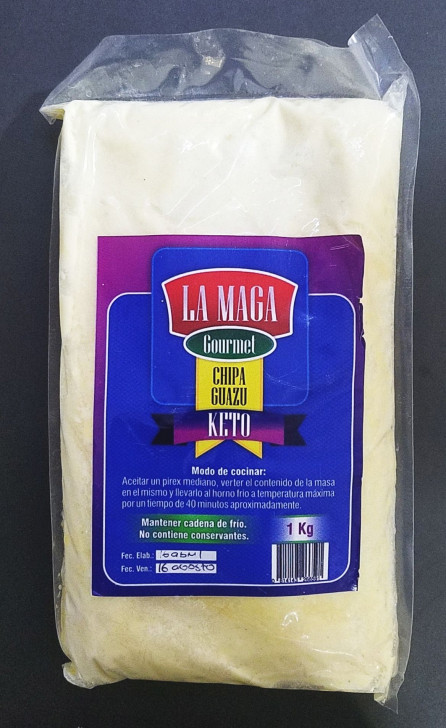 LA MAGA
Gourmet
CHIPA
GUAZU
KETO
Modo de cocinar:
Aceitar un pirex mediano, verter el contenido de la masa
en el mismo y llevarlo al horno frio a temperatura máxima
por un tiempo de 40 minutos aproximadamente.
Mantener cadena de frío.
No contiene conservantes.
1 Kg
Fec. Elab.:
Fec. Ven.: 16 agosto